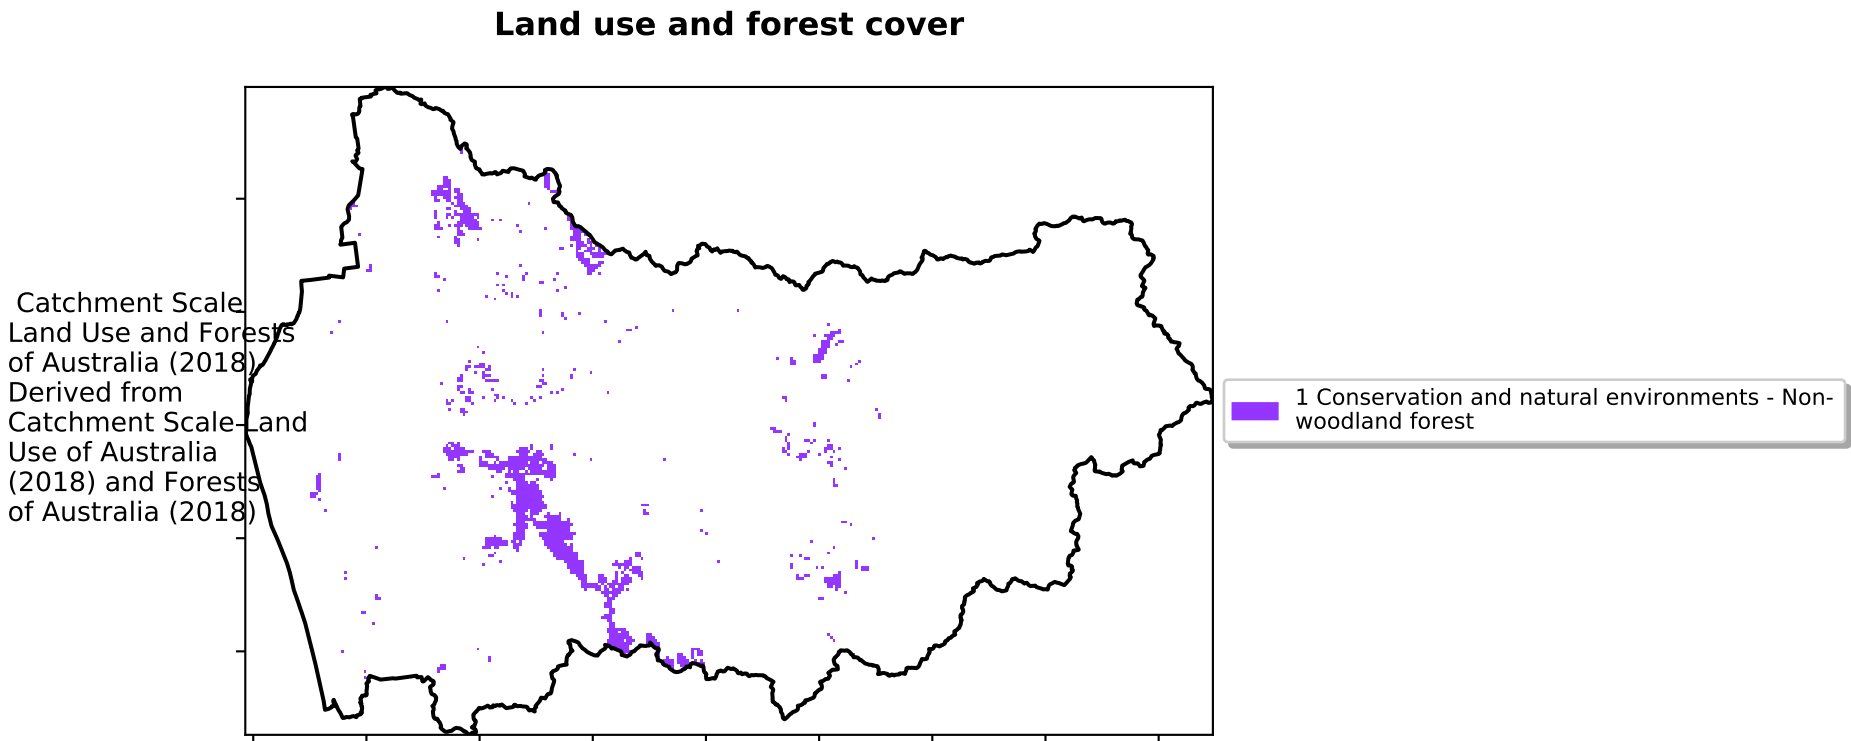 Land use and forest cover
Catchment Scale
Land Use and Forests
of Australia (2018)
Derived from
Catchment Scale Land
Use of Australia
(2018) and Forests
of Australia (2018)
1 Conservation and natural environments - Non-
woodland forest